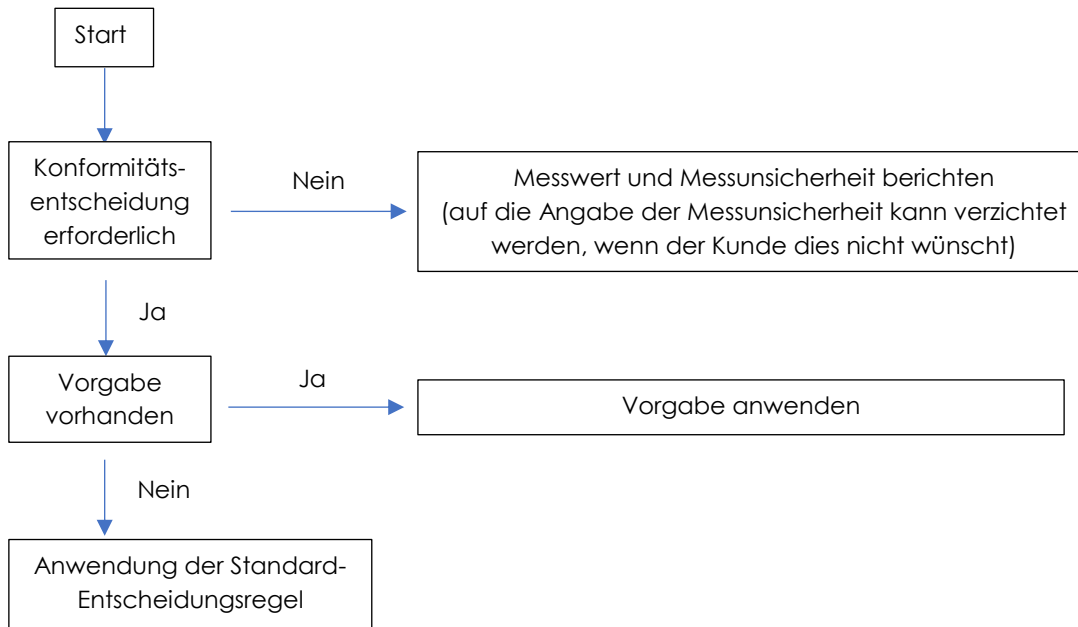 Start
Konformitäts-
entscheidung
erforderlich
Nein
Messwert und Messunsicherheit berichten
(auf die Angabe der Messunsicherheit kann verzichtet
werden, wenn der Kunde dies nicht wünscht)
Ja
Vorgabe
vorhanden
Ja
Vorgabe anwenden
Nein
Anwendung der Standard-
Entscheidungsregel